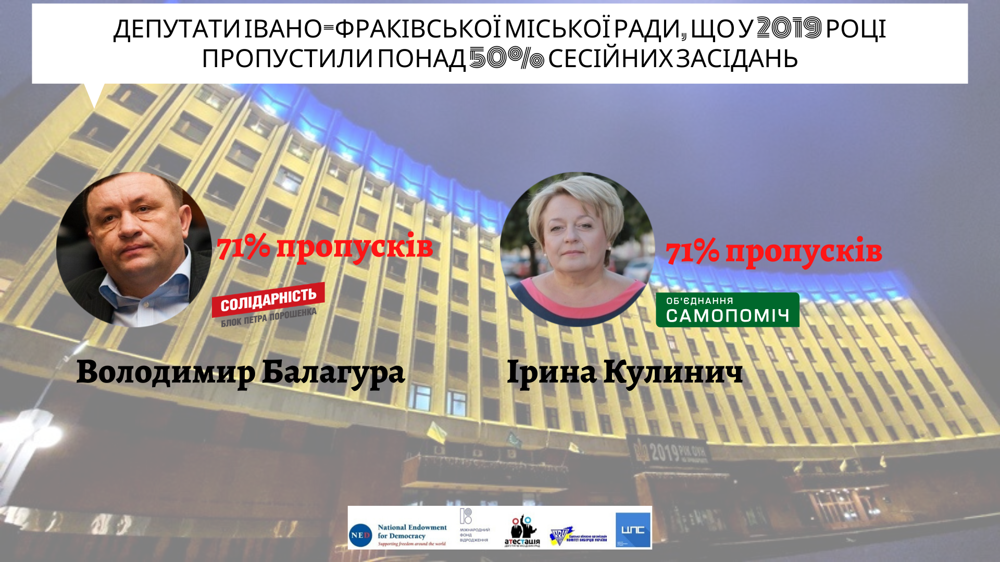 ДЕПУТАТИ ІВАНО-ФРАКІВСЬКОЇ МІСЬКОЇ РАДИ, ЩО У 2019 РОЦІ
ПРОПУСТИЛИ ПОНАД 50% СЕСІЙНИХ ЗАСІДАНЬ
71% пропусків
СОЛІДАРНІСТЬ
БЛОК ПЕТРА ПОРОШЕНКА
Володимир Балагура
71% пропусків
ОБ'ЄДНАННЯ
САМОПОМІЧ
Ірина Кулинич
2019 РІК ОУН
NED
National Endowment
for Democracy
Supporting freedom around the world
МІЖНАРОДНИЙ
ФОНД
ВІДРОДЖЕННЯ
атестація
ДЕПУТАТІВ МІСЦЕВИХ РАД
Одеська обласна організація
КОМІТЕТ ВИБОРЦІВ УКРАЇНИ
ЦПС